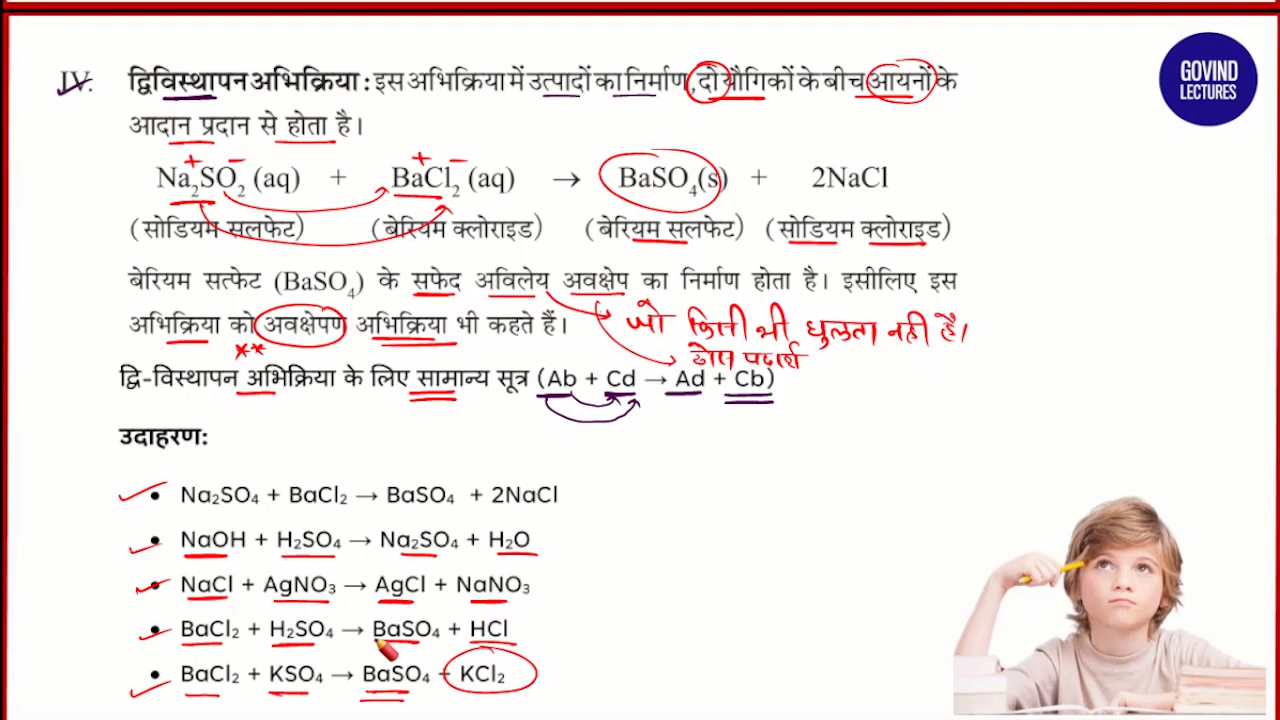 IV. द्विविस्थापन अभिक्रिया : इस अभिक्रिया में उत्पादों का निर्माण, दो यौगिकों के बीच आयनों के
GOVIND
LECTURES
आदान प्रदान से होता है।
+ − + −
Na₂SO₂ (aq) + BaCl₂ (aq) → BaSO₄(s) + 2NaCl
(सोडियम सलफेट) (बेरियम क्लोराइड) (बेरियम सलफेट) (सोडियम क्लोराइड)
बेरियम सत्फेट (BaSO₄) के सफेद अविलेय अवक्षेप का निर्माण होता है। इसीलिए इस
अभिक्रिया को अवक्षेपण अभिक्रिया भी कहते हैं।
जो किसी भी घुलता नहीं है।
ठोस पदार्थ
द्वि-विस्थापन अभिक्रिया के लिए सामान्य सूत्र (Ab + Cd → Ad + Cb)
उदाहरण:
• Na₂SO₄ + BaCl₂ → BaSO₄ + 2NaCl
• NaOH + H₂SO₄ → Na₂SO₄ + H₂O
• NaCl + AgNO₃ → AgCl + NaNO₃
• BaCl₂ + H₂SO₄ → BaSO₄ + HCl
• BaCl₂ + KSO₄ → BaSO₄ + KCl₂